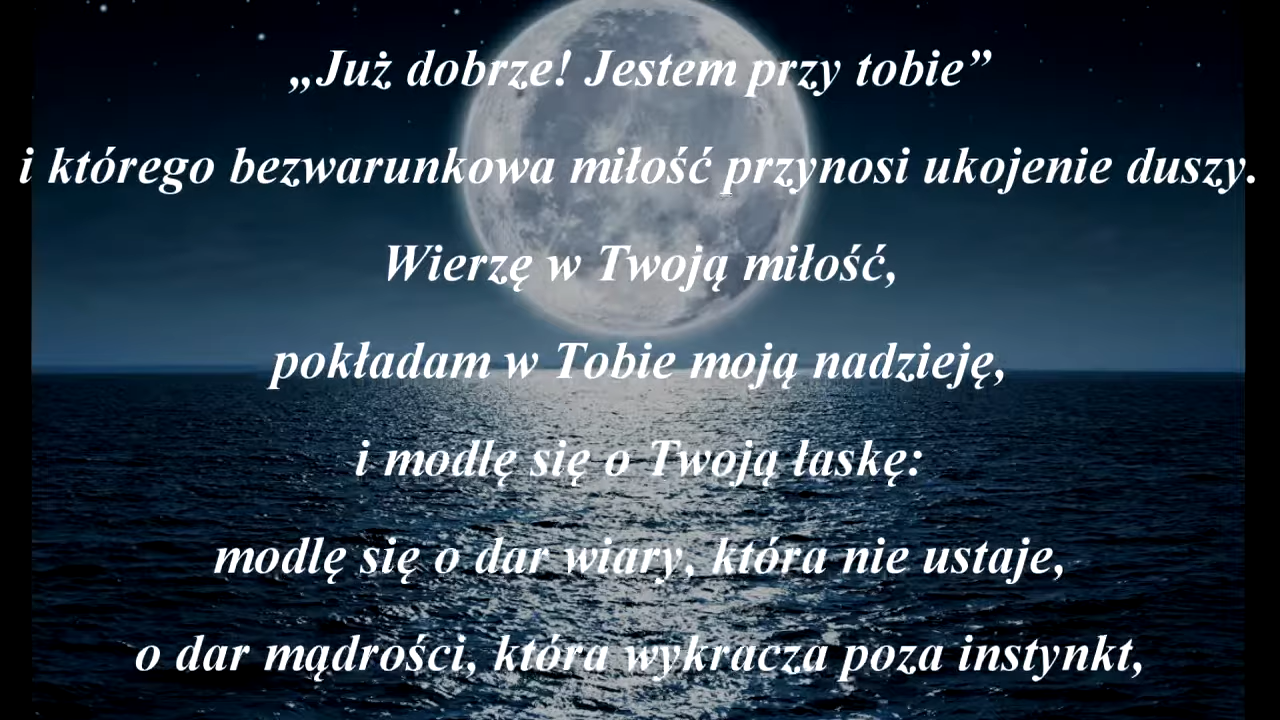 „Już dobrze! Jestem przy tobie”
i którego bezwarunkowa miłość przynosi ukojenie duszy.
Wierzę w Twoją miłość,
pokładam w Tobie moją nadzieję,
i modlę się o Twoją łaskę:
modlę się o dar wiary, która nie ustaje,
o dar mądrości, która wykracza poza instynkt,